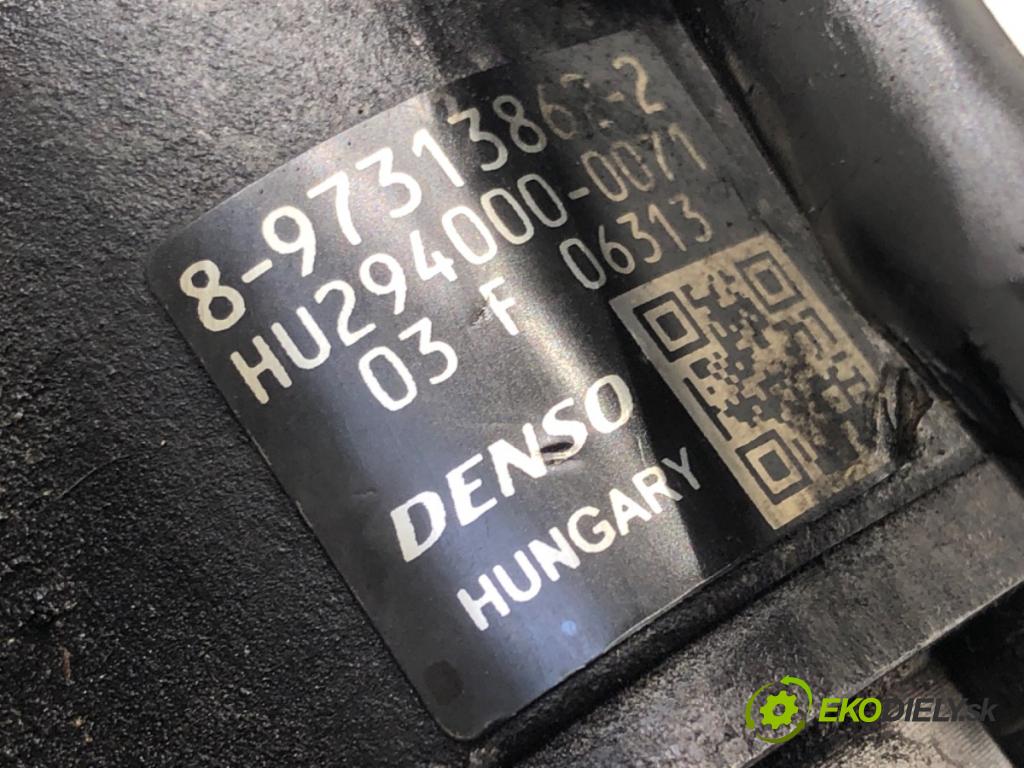 8-97313862-2
HU294000-0071
03 F 06313
DENSO
HUNGARY
EKODIELY.sk